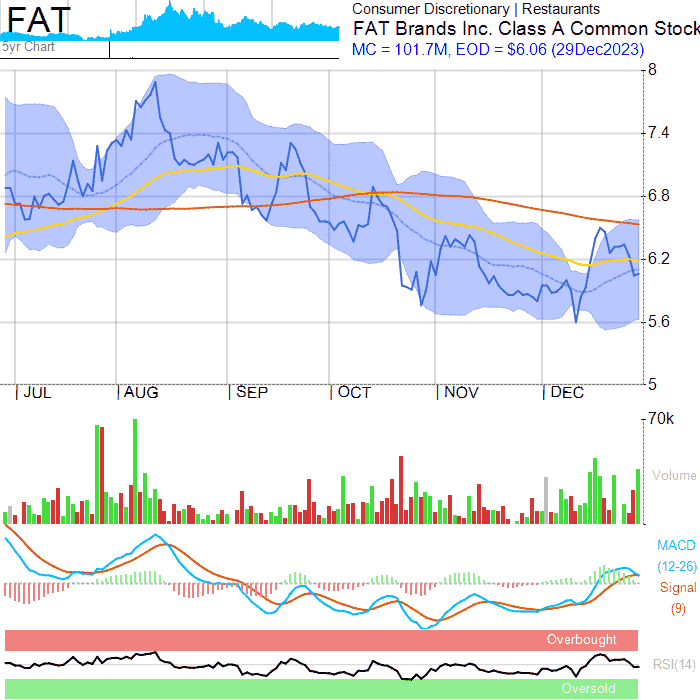 FAT
5yr Chart
Consumer Discretionary | Restaurants
FAT Brands Inc. Class A Common Stock
MC = 101.7M, EOD = $6.06 (29Dec2023)
8
7.4
6.8
6.2
5.6
5
JUL AUG SEP OCT NOV DEC
70k
Volume
MACD
(12-26)
Signal
(9)
Overbought
RSI(14)
Oversold